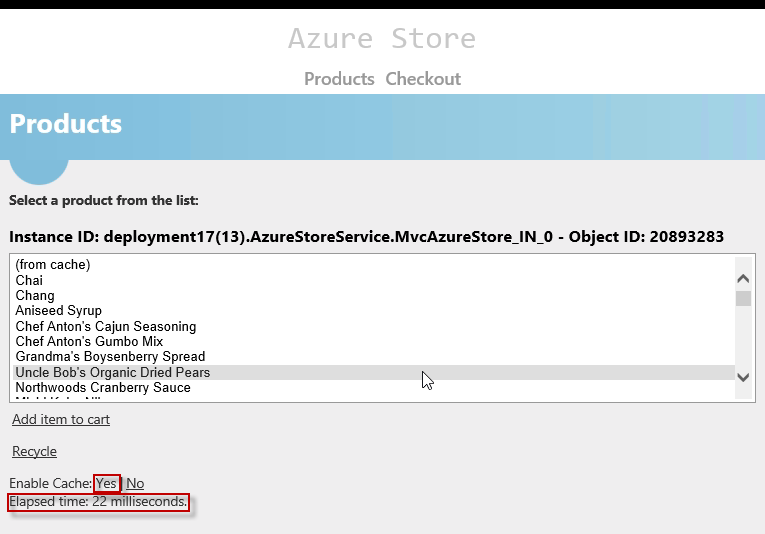 Azure Store
Products Checkout
Products
Select a product from the list:
Instance ID: deployment17(13).AzureStoreService.MvcAzureStore_IN_0 - Object ID: 20893283
(from cache)
Chai
Chang
Aniseed Syrup
Chef Anton's Cajun Seasoning
Chef Anton's Gumbo Mix
Grandma's Boysenberry Spread
Uncle Bob's Organic Dried Pears
Northwoods Cranberry Sauce
Add item to cart
Recycle
Enable Cache: Yes | No
Elapsed time: 22 milliseconds.